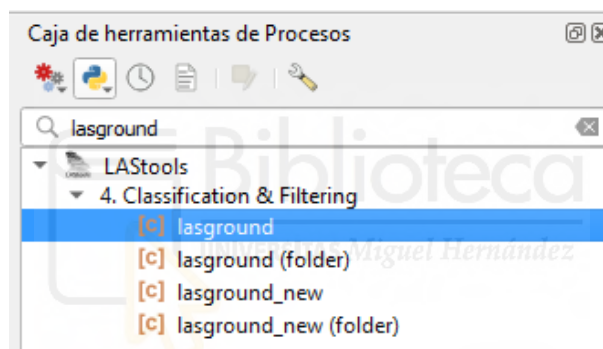 Caja de herramientas de Procesos
lasground
LAStools
4. Classification & Filtering
[c] lasground
[c] lasground (folder)
[c] lasground_new
[c] lasground_new (folder)
Biblioteca
UNIVERSITAS Miguel Hernández